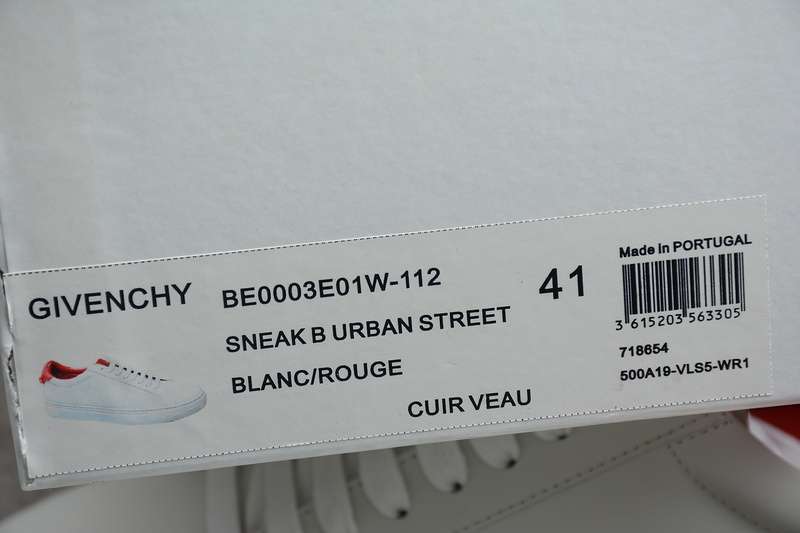 GIVENCHY
BE0003E01W-112
SNEAK B URBAN STREET
BLANC/ROUGE
CUIR VEAU
41
Made in PORTUGAL
3 615203 563305
718654
500A19-VLS5-WR1